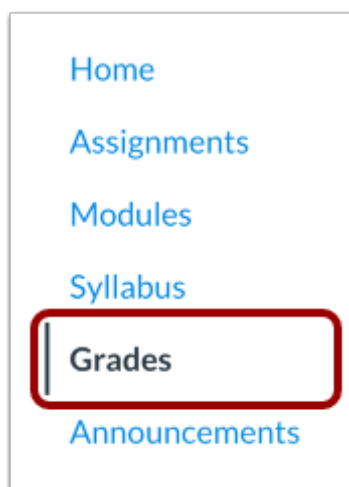 Home
Assignments
Modules
Syllabus
Grades
Announcements